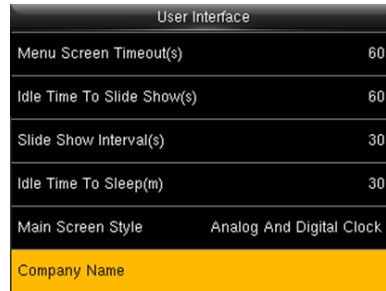 User Interface
Menu Screen Timeout(s) 60
Idle Time To Slide Show(s) 60
Slide Show Interval(s) 30
Idle Time To Sleep(m) 30
Main Screen Style Analog And Digital Clock
Company Name